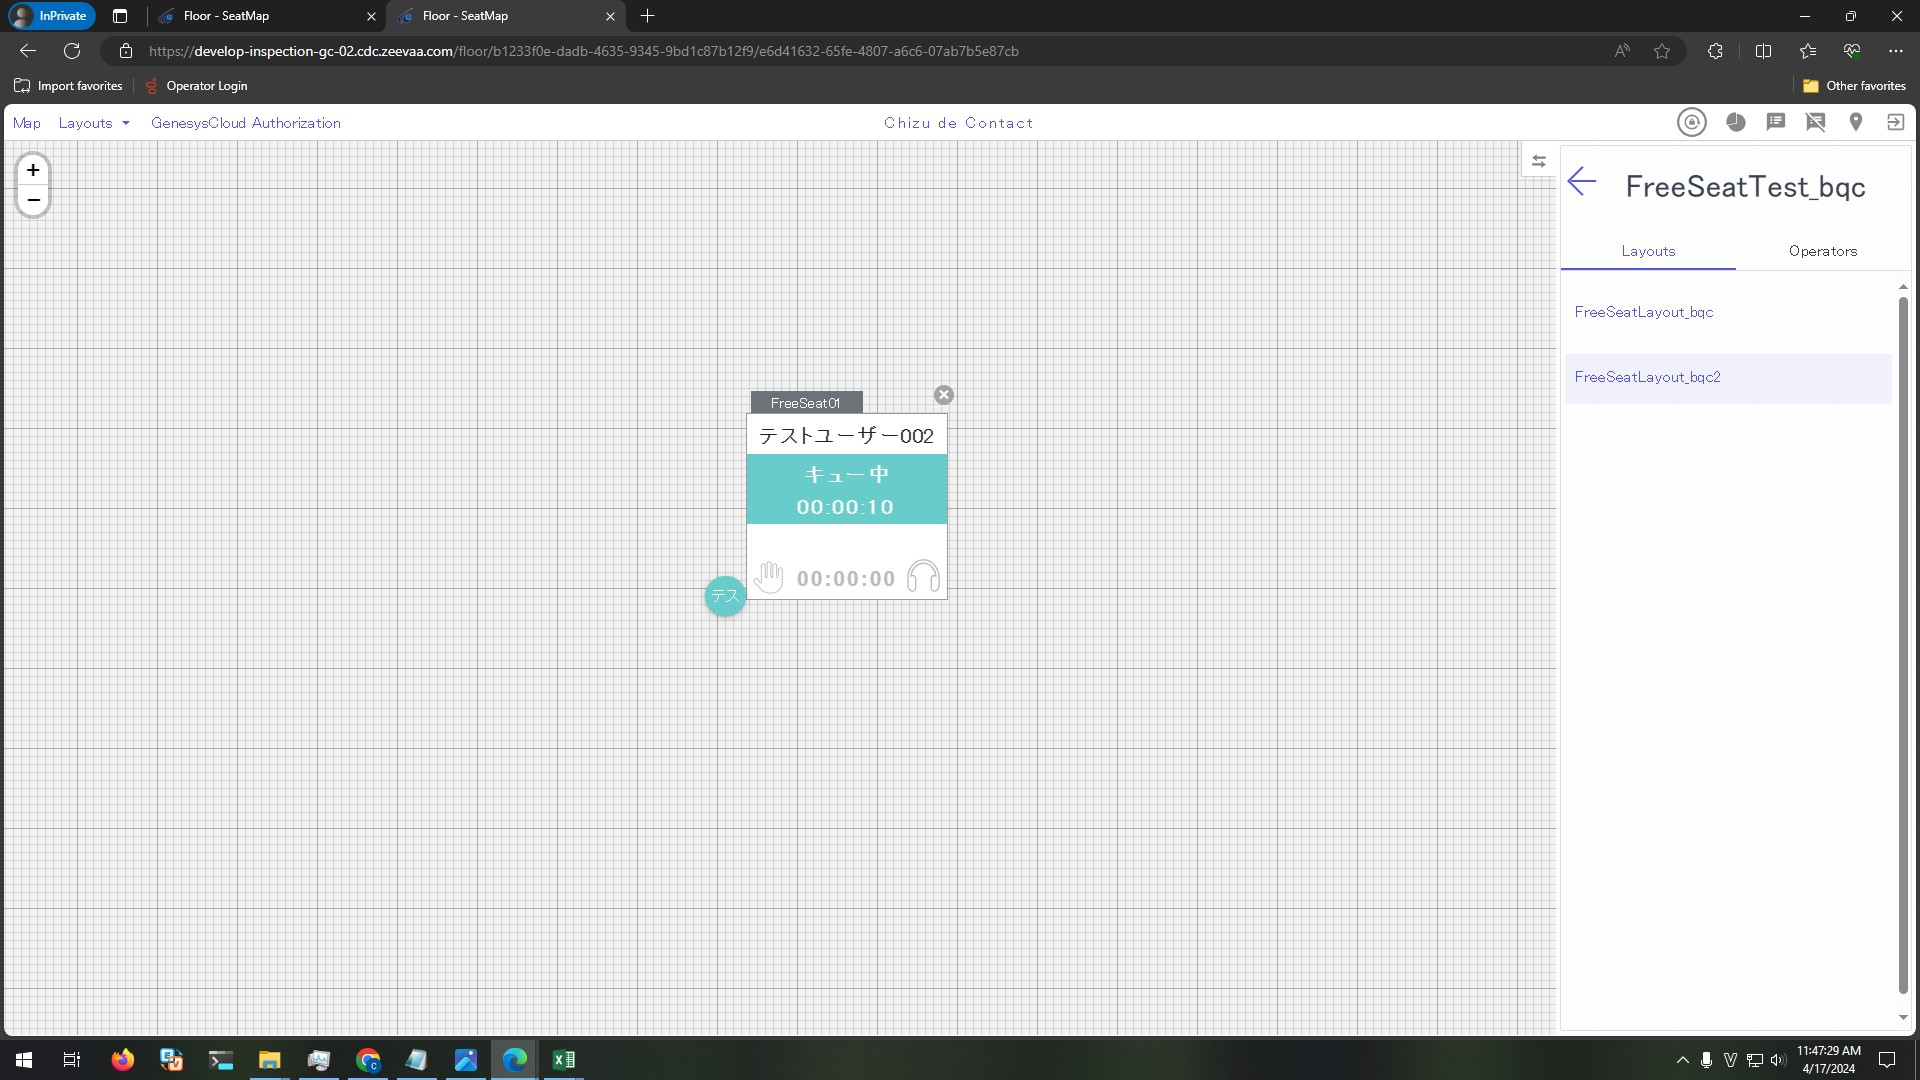 InPrivate
Floor - SeatMap
Floor - SeatMap
https://develop-inspection-gc-02.cdc.zeevaa.com/floor/b1233f0e-dadb-4635-9345-9bd1c87b12f9/e6d41632-65fe-4807-a6c6-07ab7b5e87cb
Import favorites
Operator Login
Other favorites
Map
Layouts
GenesysCloud Authorization
Chizu de Contact
+
−
FreeSeatTest_bqc
Layouts
Operators
FreeSeatLayout_bqc
FreeSeatLayout_bqc2
FreeSeat01
テストユーザー002
キュー中
00:00:10
00:00:00
テス
11:47:29 AM
4/17/2024